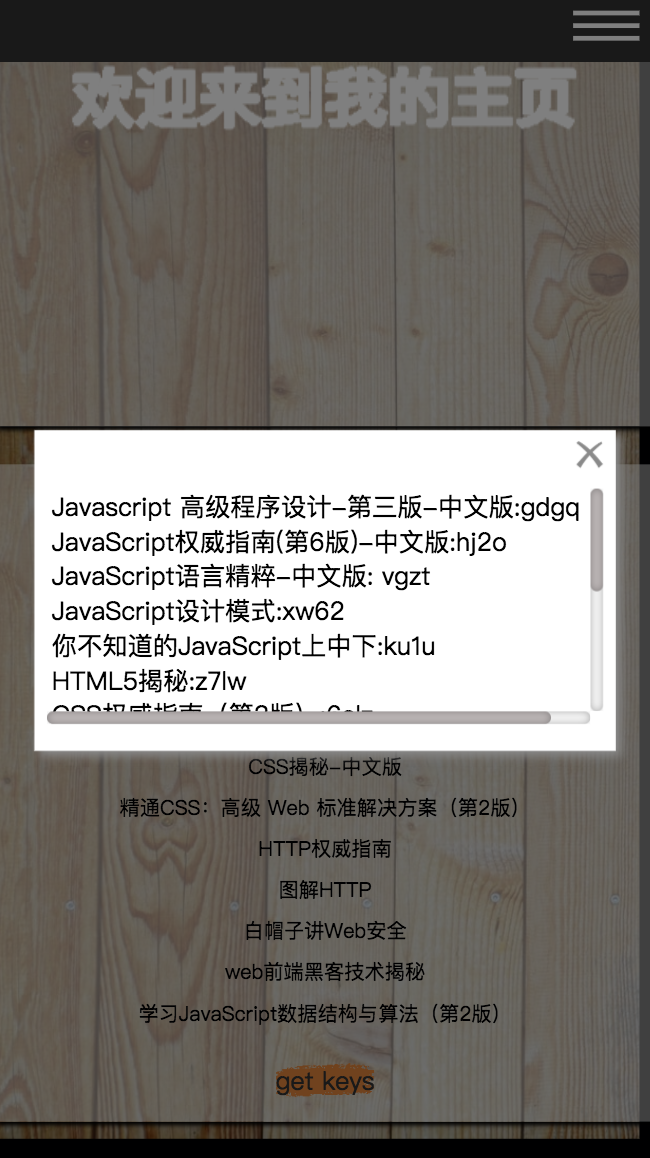 欢迎来到我的主页
Javascript 高级程序设计-第三版-中文版:gdgq
JavaScript权威指南(第6版)-中文版:hj2o
JavaScript语言精粹-中文版: vgzt
JavaScript设计模式:xw62
你不知道的JavaScript上中下:ku1u
HTML5揭秘:z7lw
CSS揭秘-中文版
精通CSS：高级 Web 标准解决方案（第2版）
HTTP权威指南
图解HTTP
白帽子讲Web安全
web前端黑客技术揭秘
学习JavaScript数据结构与算法（第2版）
get keys